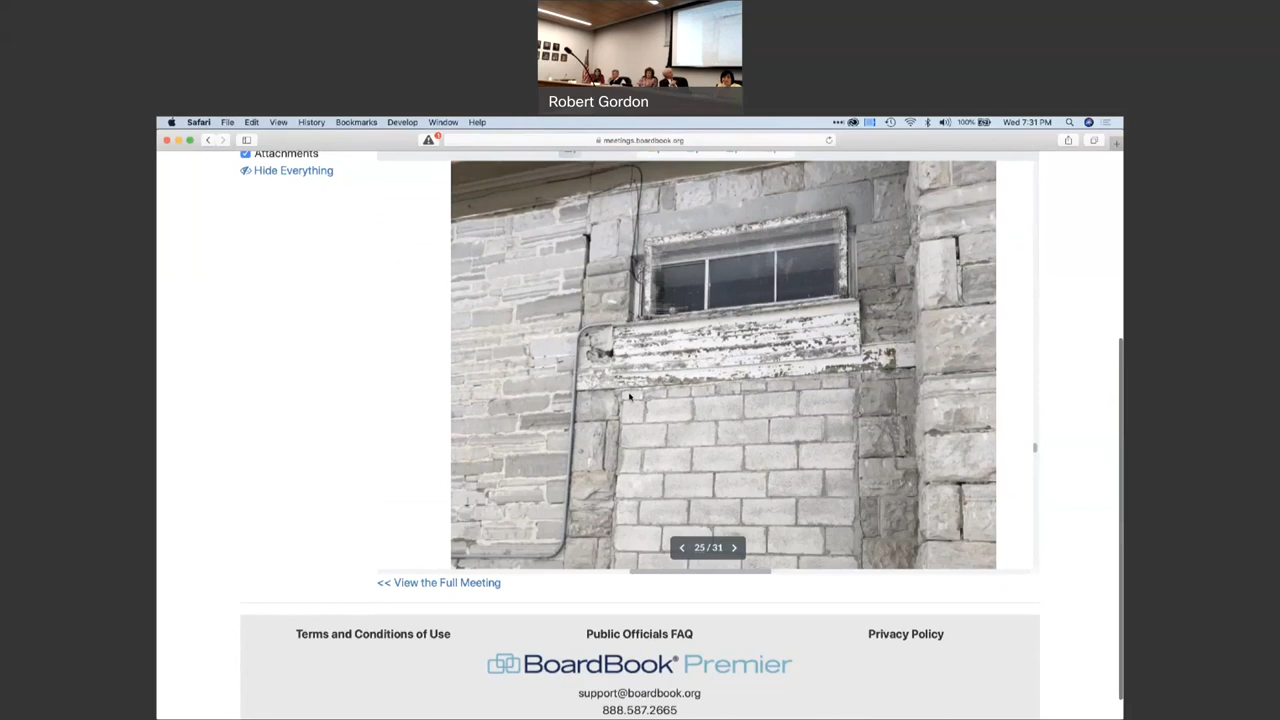 Robert Gordon
Safari File Edit View History Bookmarks Develop Window Help
100% Wed 7:31 PM
1
meetings.boardbook.org
Attachments
Hide Everything
25 / 31
<< View the Full Meeting
Terms and Conditions of Use
Public Officials FAQ
Privacy Policy
BoardBook® Premier
support@boardbook.org
888.587.2665